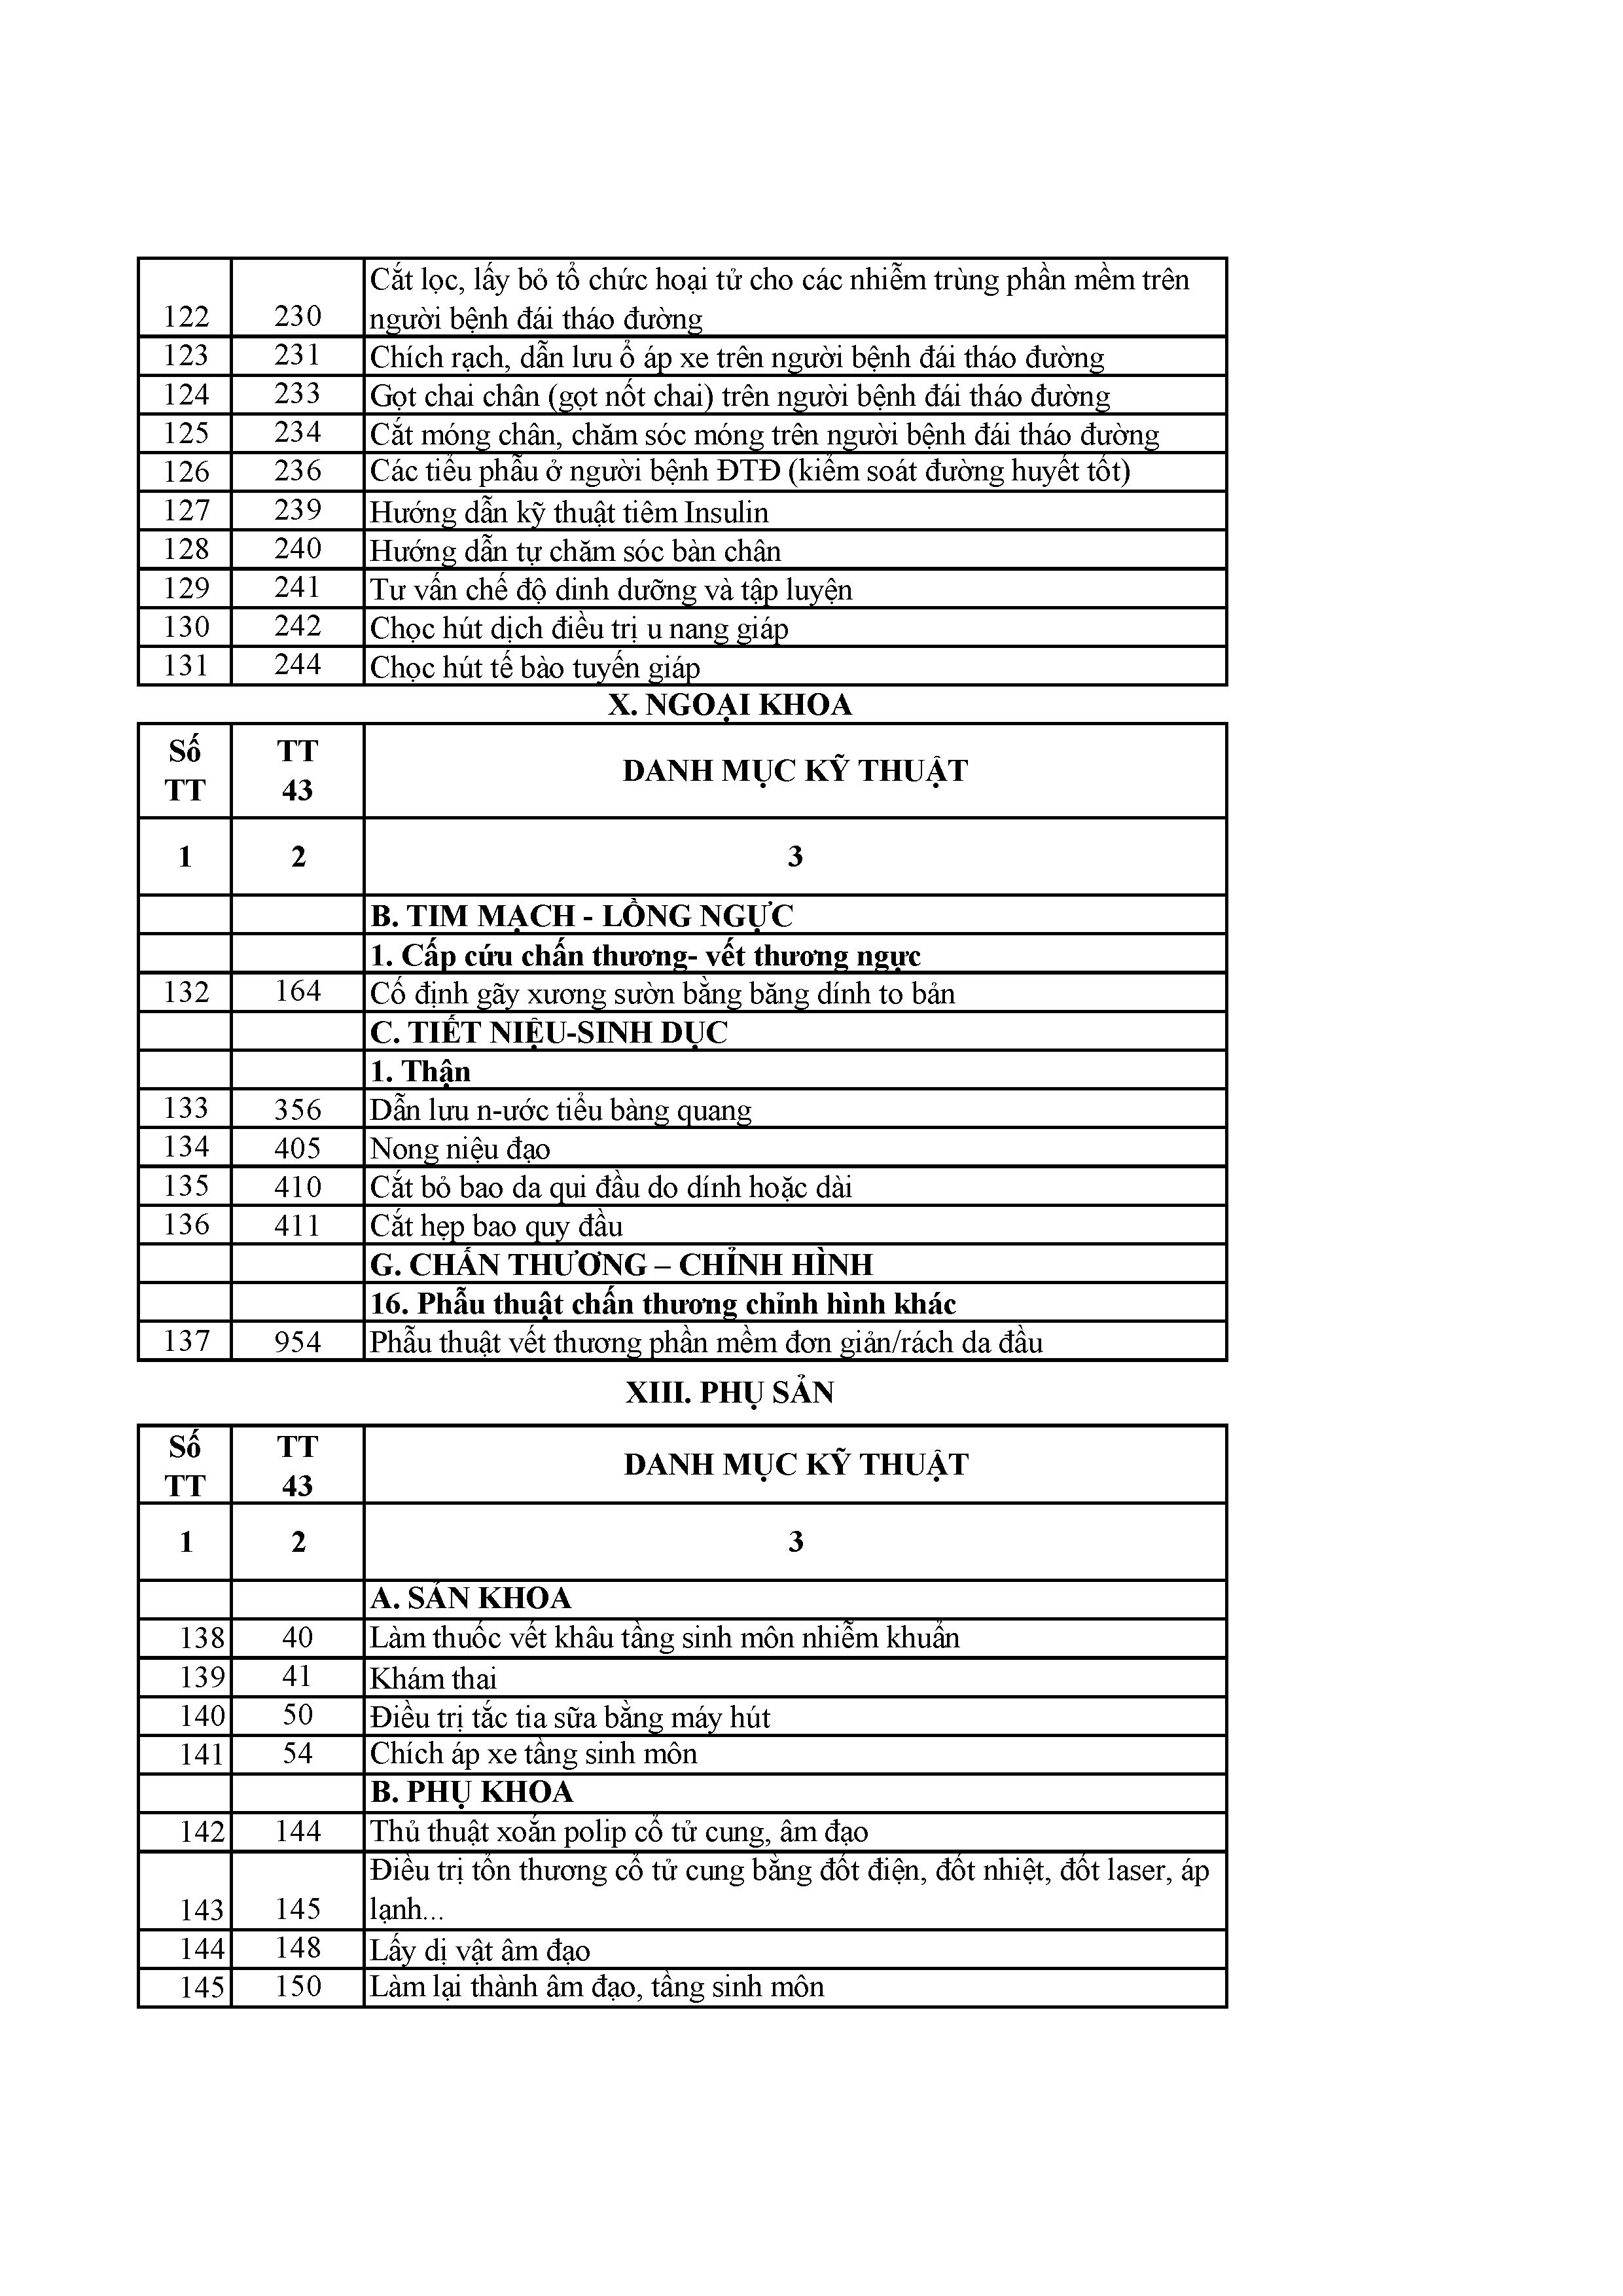 Cắt lọc, lấy bỏ tổ chức hoại tử cho các nhiễm trùng phần mềm trên
122 230 người bệnh đái tháo đường
123 231 Chích rạch, dẫn lưu ổ áp xe trên người bệnh đái tháo đường
124 233 Gọt chai chân (gọt nốt chai) trên người bệnh đái tháo đường
125 234 Cắt móng chân, chăm sóc móng trên người bệnh đái tháo đường
126 236 Các tiểu phẫu ở người bệnh ĐTĐ (kiểm soát đường huyết tốt)
127 239 Hướng dẫn kỹ thuật tiêm Insulin
128 240 Hướng dẫn tự chăm sóc bàn chân
129 241 Tư vấn chế độ dinh dưỡng và tập luyện
130 242 Chọc hút dịch điều trị u nang giáp
131 244 Chọc hút tế bào tuyến giáp
X. NGOẠI KHOA
Số TT
TT 43
DANH MỤC KỸ THUẬT
1 2 3
B. TIM MẠCH - LỒNG NGỰC
1. Cấp cứu chấn thương- vết thương ngực
132 164 Cố định gãy xương sườn bằng băng dính to bản
C. TIẾT NIỆU-SINH DỤC
1. Thận
133 356 Dẫn lưu n-ước tiểu bàng quang
134 405 Nong niệu đạo
135 410 Cắt bỏ bao da qui đầu do dính hoặc dài
136 411 Cắt hẹp bao quy đầu
G. CHẤN THƯƠNG – CHỈNH HÌNH
16. Phẫu thuật chấn thương chỉnh hình khác
137 954 Phẫu thuật vết thương phần mềm đơn giản/rách da đầu
XIII. PHỤ SẢN
Số TT
TT 43
DANH MỤC KỸ THUẬT
1 2 3
A. SẢN KHOA
138 40 Làm thuốc vết khâu tầng sinh môn nhiễm khuẩn
139 41 Khám thai
140 50 Điều trị tắc tia sữa bằng máy hút
141 54 Chích áp xe tầng sinh môn
B. PHỤ KHOA
142 144 Thủ thuật xoắn polip cổ tử cung, âm đạo
Điều trị tổn thương cổ tử cung bằng đốt điện, đốt nhiệt, đốt laser, áp
143 145 lạnh...
144 148 Lấy dị vật âm đạo
145 150 Làm lại thành âm đạo, tầng sinh môn